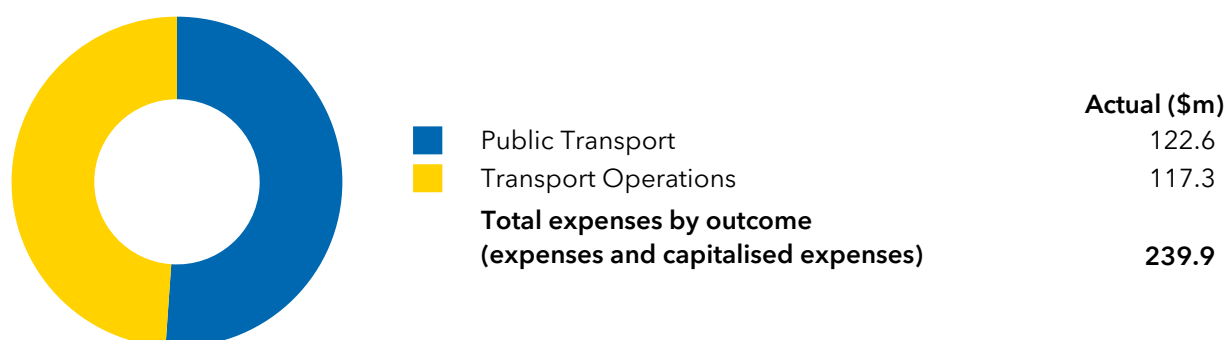 Actual ($m)
Public Transport 122.6
Transport Operations 117.3
Total expenses by outcome
(expenses and capitalised expenses) 239.9